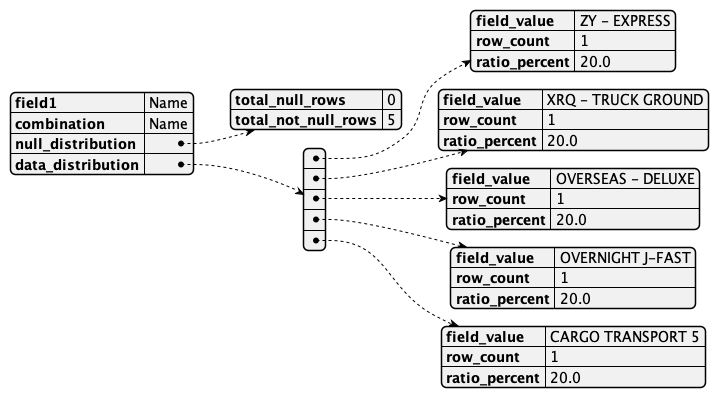 field1 Name
combination Name
null_distribution
data_distribution
total_null_rows 0
total_not_null_rows 5
field_value ZY - EXPRESS
row_count 1
ratio_percent 20.0
field_value XRQ - TRUCK GROUND
row_count 1
ratio_percent 20.0
field_value OVERSEAS - DELUXE
row_count 1
ratio_percent 20.0
field_value OVERNIGHT J-FAST
row_count 1
ratio_percent 20.0
field_value CARGO TRANSPORT 5
row_count 1
ratio_percent 20.0